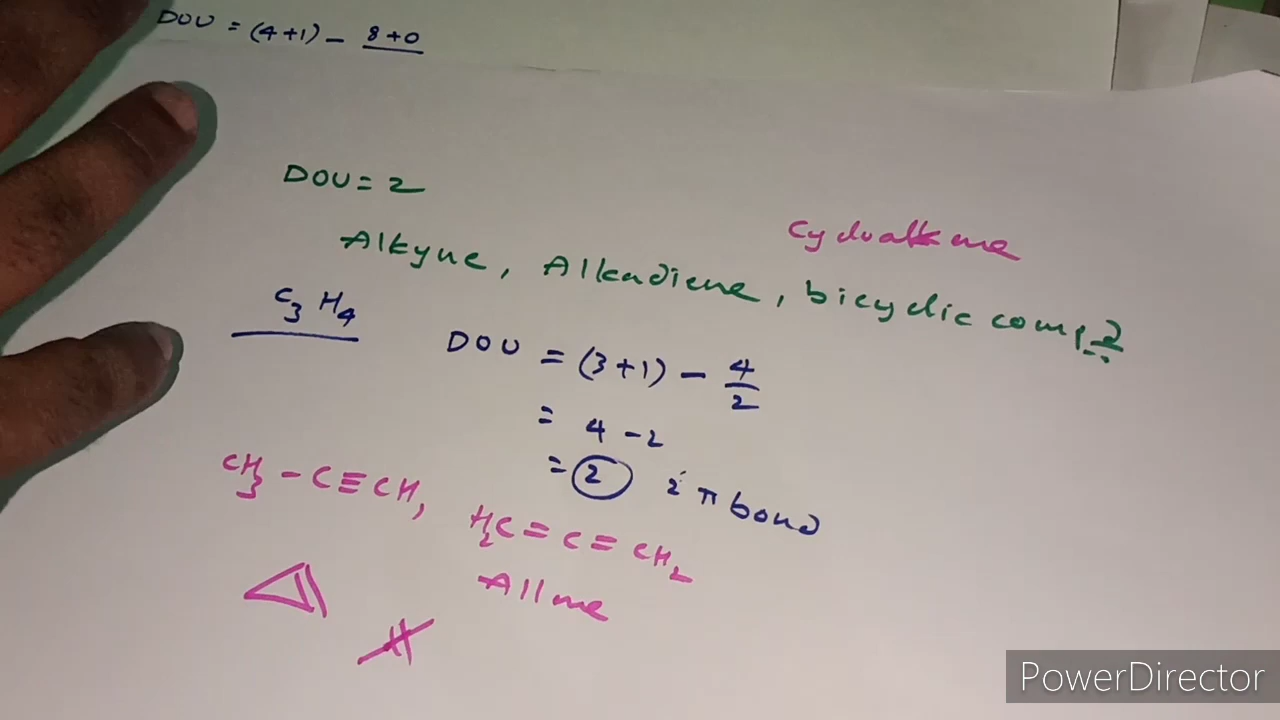 DOU = (4+1) - 8+0
DOU = 2
Cycloalkene
Alkyne, Alkadiene, bicyclic comp
C3H4
DOU = (3+1) - 4/2
= 4 - 2
= 2 2 π bond
CH3 - C ≡ CH, H2C = C = CH2
Allene
PowerDirector